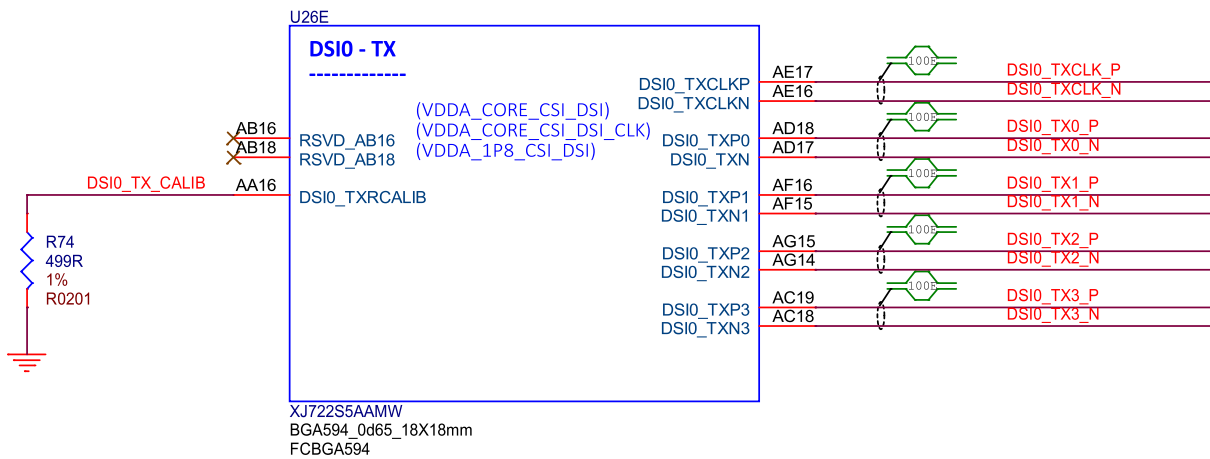 U26E
DSI0 - TX
-------------
(VDDA_CORE_CSI_DSI)
(VDDA_CORE_CSI_DSI_CLK)
(VDDA_1P8_CSI_DSI)
AB16
RSVD_AB16
AB18
RSVD_AB18
DSI0_TX_CALIB
AA16
DSI0_TXRCALIB
R74
499R
1%
R0201
DSI0_TXCLKP
AE17
100E
DSI0_TXCLK_P
DSI0_TXCLKN
AE16
DSI0_TXCLK_N
DSI0_TXP0
AD18
100E
DSI0_TX0_P
DSI0_TXN
AD17
DSI0_TX0_N
DSI0_TXP1
AF16
100E
DSI0_TX1_P
DSI0_TXN1
AF15
DSI0_TX1_N
DSI0_TXP2
AG15
100E
DSI0_TX2_P
DSI0_TXN2
AG14
DSI0_TX2_N
DSI0_TXP3
AC19
100E
DSI0_TX3_P
DSI0_TXN3
AC18
DSI0_TX3_N
XJ722S5AAMW
BGA594_0d65_18X18mm
FCBGA594